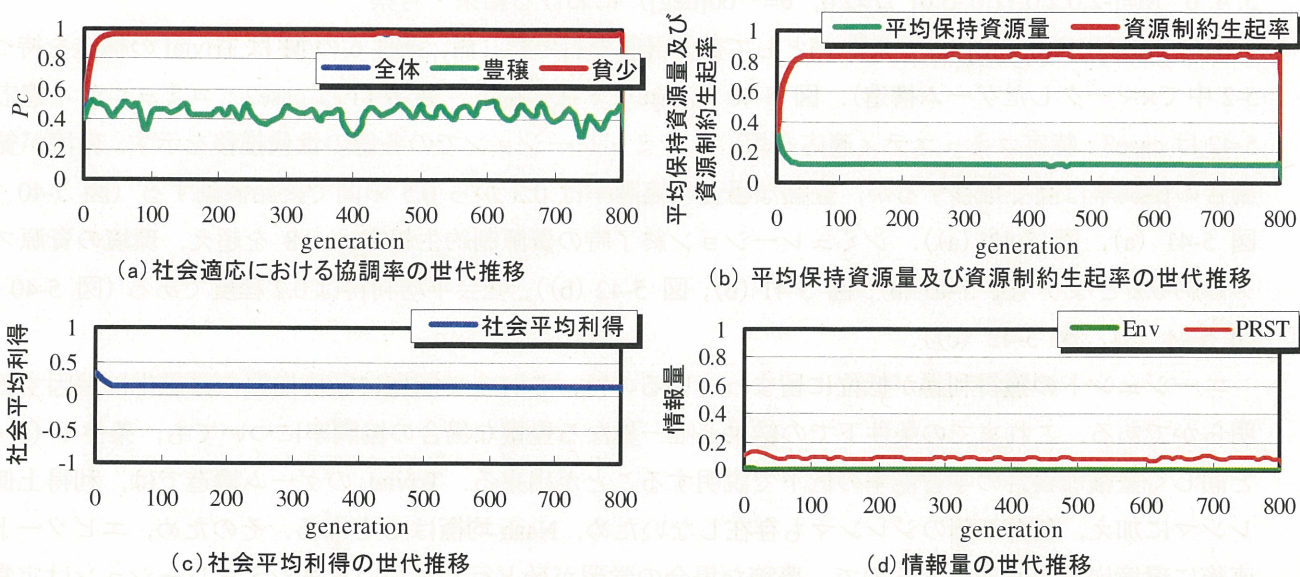 Pc
1
0.8
0.6
0.4
0.2
0
全体 豊穣 貧少
0 100 200 300 400 500 600 700 800
generation
(a)社会適応における協調率の世代推移
平均保持資源量及び
資源制約生起率
1
0.8
0.6
0.4
0.2
0
平均保持資源量 資源制約生起率
0 100 200 300 400 500 600 700 800
generation
(b) 平均保持資源量及び資源制約生起率の世代推移
社会平均利得
1
0.5
0
-0.5
-1
社会平均利得
0 100 200 300 400 500 600 700 800
generation
(c)社会平均利得の世代推移
情報量
1
0.8
0.6
0.4
0.2
0
Env PRST
0 100 200 300 400 500 600 700 800
generation
(d)情報量の世代推移